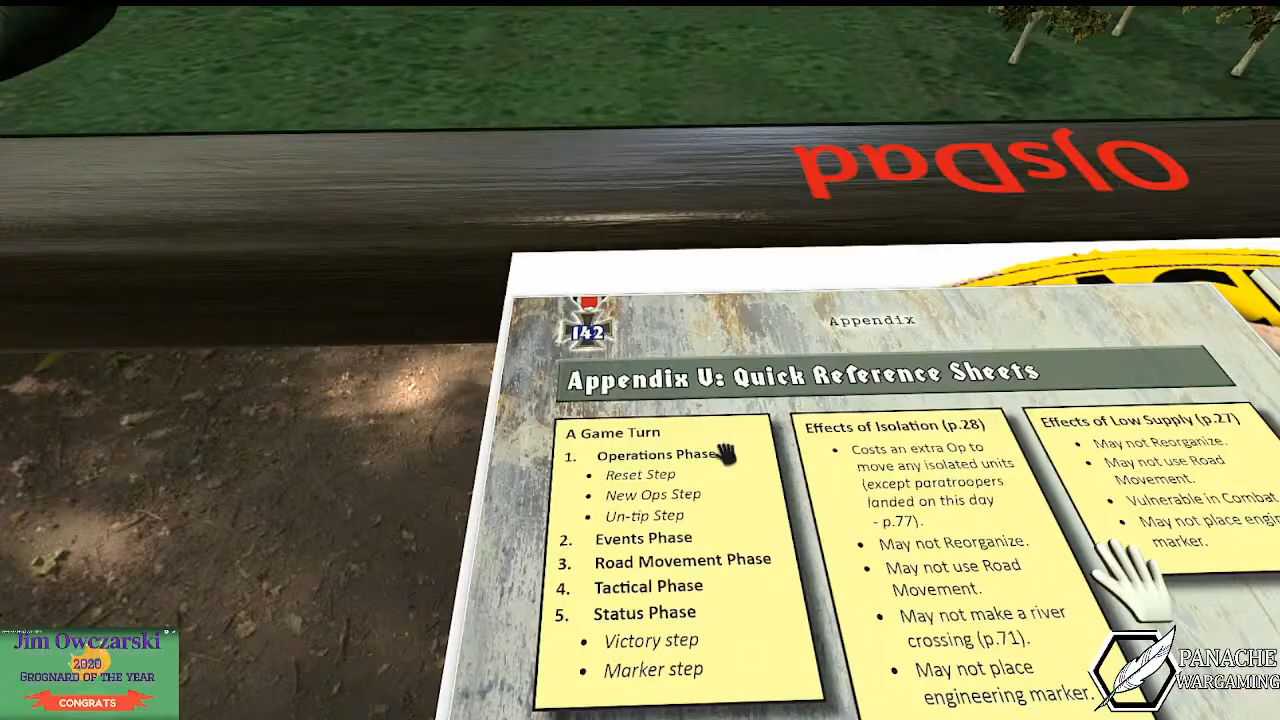 OlsDad
142
Appendix
Appendix V: Quick Reference Sheets
A Game Turn
1. Operations Phase
• Reset Step
• New Ops Step
• Un-tip Step
2. Events Phase
3. Road Movement Phase
4. Tactical Phase
5. Status Phase
• Victory step
• Marker step
Effects of Isolation (p.28)
• Costs an extra Op to
move any isolated units
(except paratroopers
landed on this day
- p.77).
• May not Reorganize.
• May not use Road
Movement.
• May not make a river
crossing (p.71).
• May not place
engineering marker.
Effects of Low Supply (p.27)
• May not Reorganize.
• May not use Road
Movement.
• Vulnerable in Combat
• May not place engi
marker.
Jim Owczarski
2020
Grognard of the Year
CONGRATS
PANACHE
WARGAMING